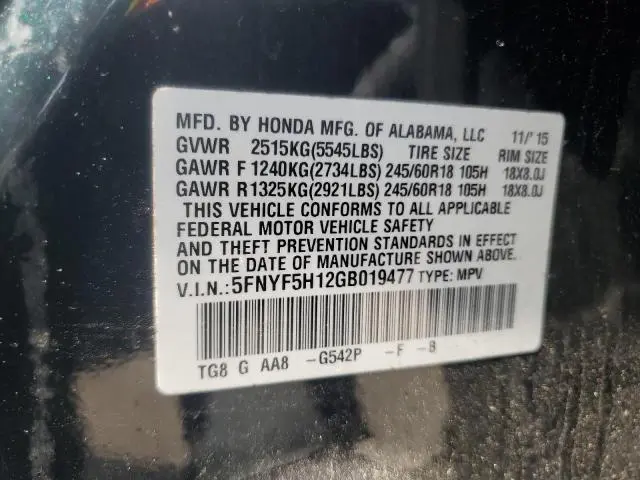 MFD. BY HONDA MFG. OF ALABAMA, LLC 11/'15
GVWR 2515KG(5545LBS) TIRE SIZE RIM SIZE
GAWR F 1240KG(2734LBS) 245/60R18 105H 18X8.0J
GAWR R 1325KG(2921LBS) 245/60R18 105H 18X8.0J
THIS VEHICLE CONFORMS TO ALL APPLICABLE
FEDERAL MOTOR VEHICLE SAFETY
AND THEFT PREVENTION STANDARDS IN EFFECT
ON THE DATE OF MANUFACTURE SHOWN ABOVE.
V.I.N.:5FNYF5H12GB019477 TYPE: MPV
TG8 G AA8 -G542P -F -B